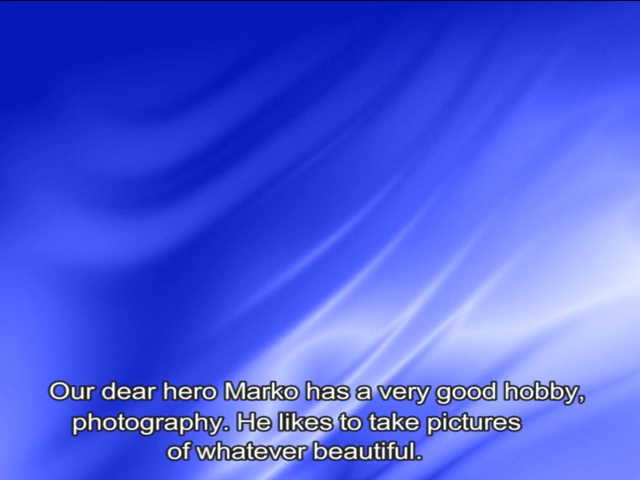 Our dear hero Marko has a very good hobby,
photography. He likes to take pictures
of whatever beautiful.